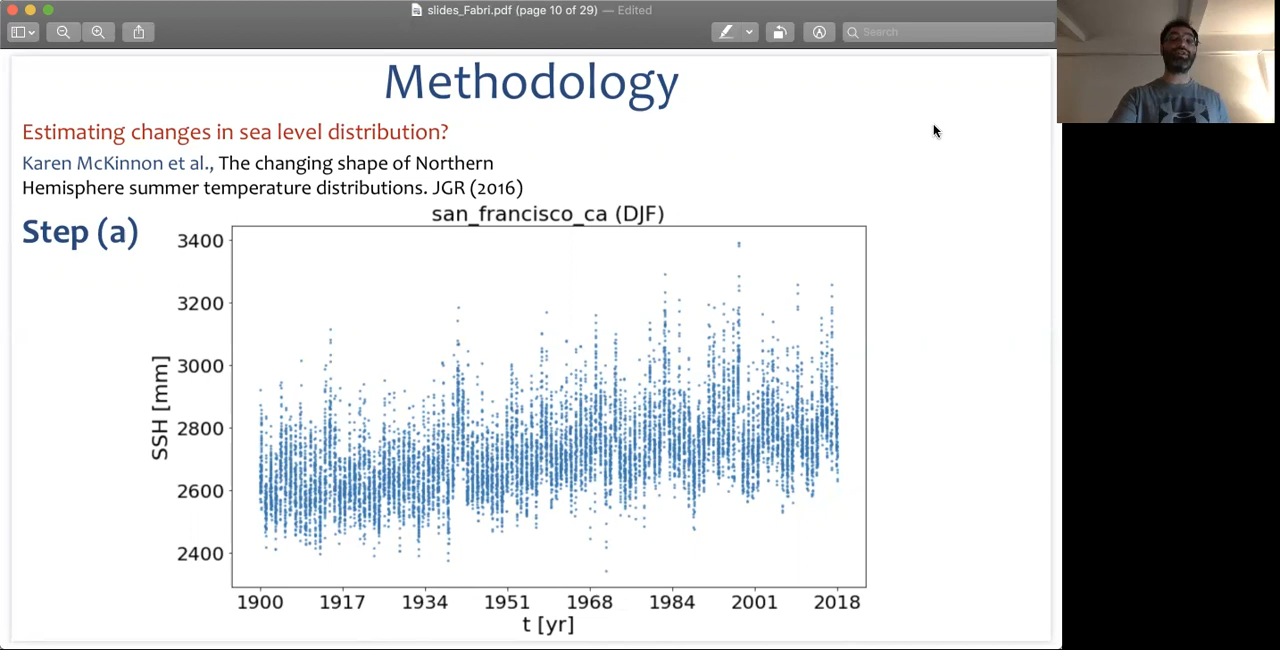 slides_Fabri.pdf (page 10 of 29) — Edited
Search
Methodology
Estimating changes in sea level distribution?
Karen McKinnon et al., The changing shape of Northern
Hemisphere summer temperature distributions. JGR (2016)
Step (a)
san_francisco_ca (DJF)
3400
3200
3000
2800
2600
2400
SSH [mm]
1900 1917 1934 1951 1968 1984 2001 2018
t [yr]